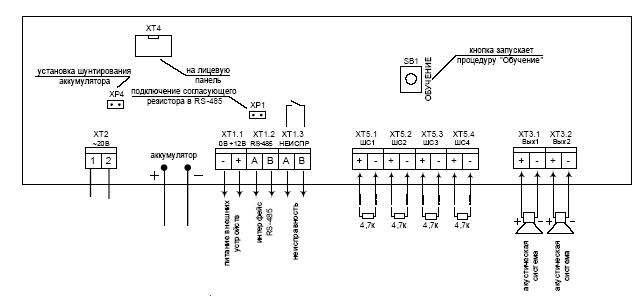 XT4
установка шунтирования
аккумулятора
на лицевую
панель
XP4
подключение согласующего
резистора в RS-485
XP1
SB1
ОБУЧЕНИЕ
кнопка запускает
процедуру "Обучение"
XT2
~20В
1 2
аккумулятор
+ -
XT1.1 XT1.2 XT1.3
0В +12В RS-485 НЕИСПР
- + A B A B
питание внешних
устройств
интерфейс
RS-485
неисправность
XT5.1 XT5.2 XT5.3 XT5.4
ШС1 ШС2 ШС3 ШС4
+ - + - + - + -
4,7к 4,7к 4,7к 4,7к
XT3.1 XT3.2
Вых1 Вых2
+ - + -
+ - + -
акустическая
система
акустическая
система